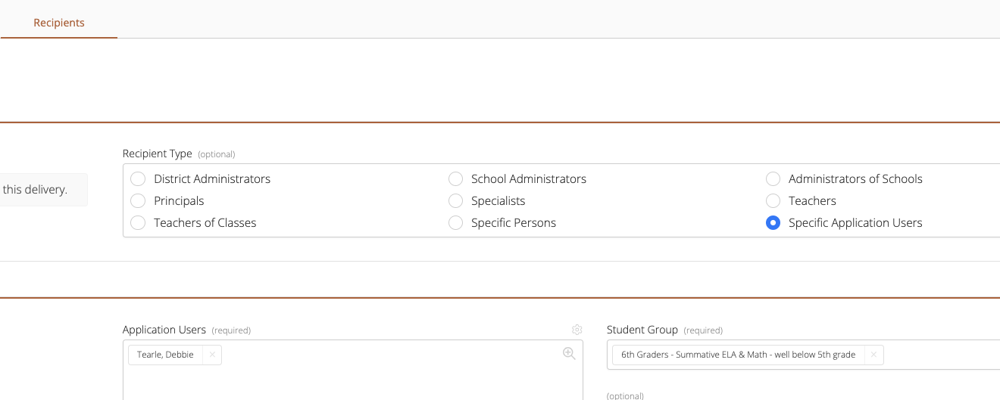 Recipients
Recipient Type (optional)
this delivery.
District Administrators School Administrators Administrators of Schools
Principals Specialists Teachers
Teachers of Classes Specific Persons Specific Application Users
Application Users (required) Student Group (required)
Tearle, Debbie × 6th Graders - Summative ELA & Math - well below 5th grade ×
(optional)